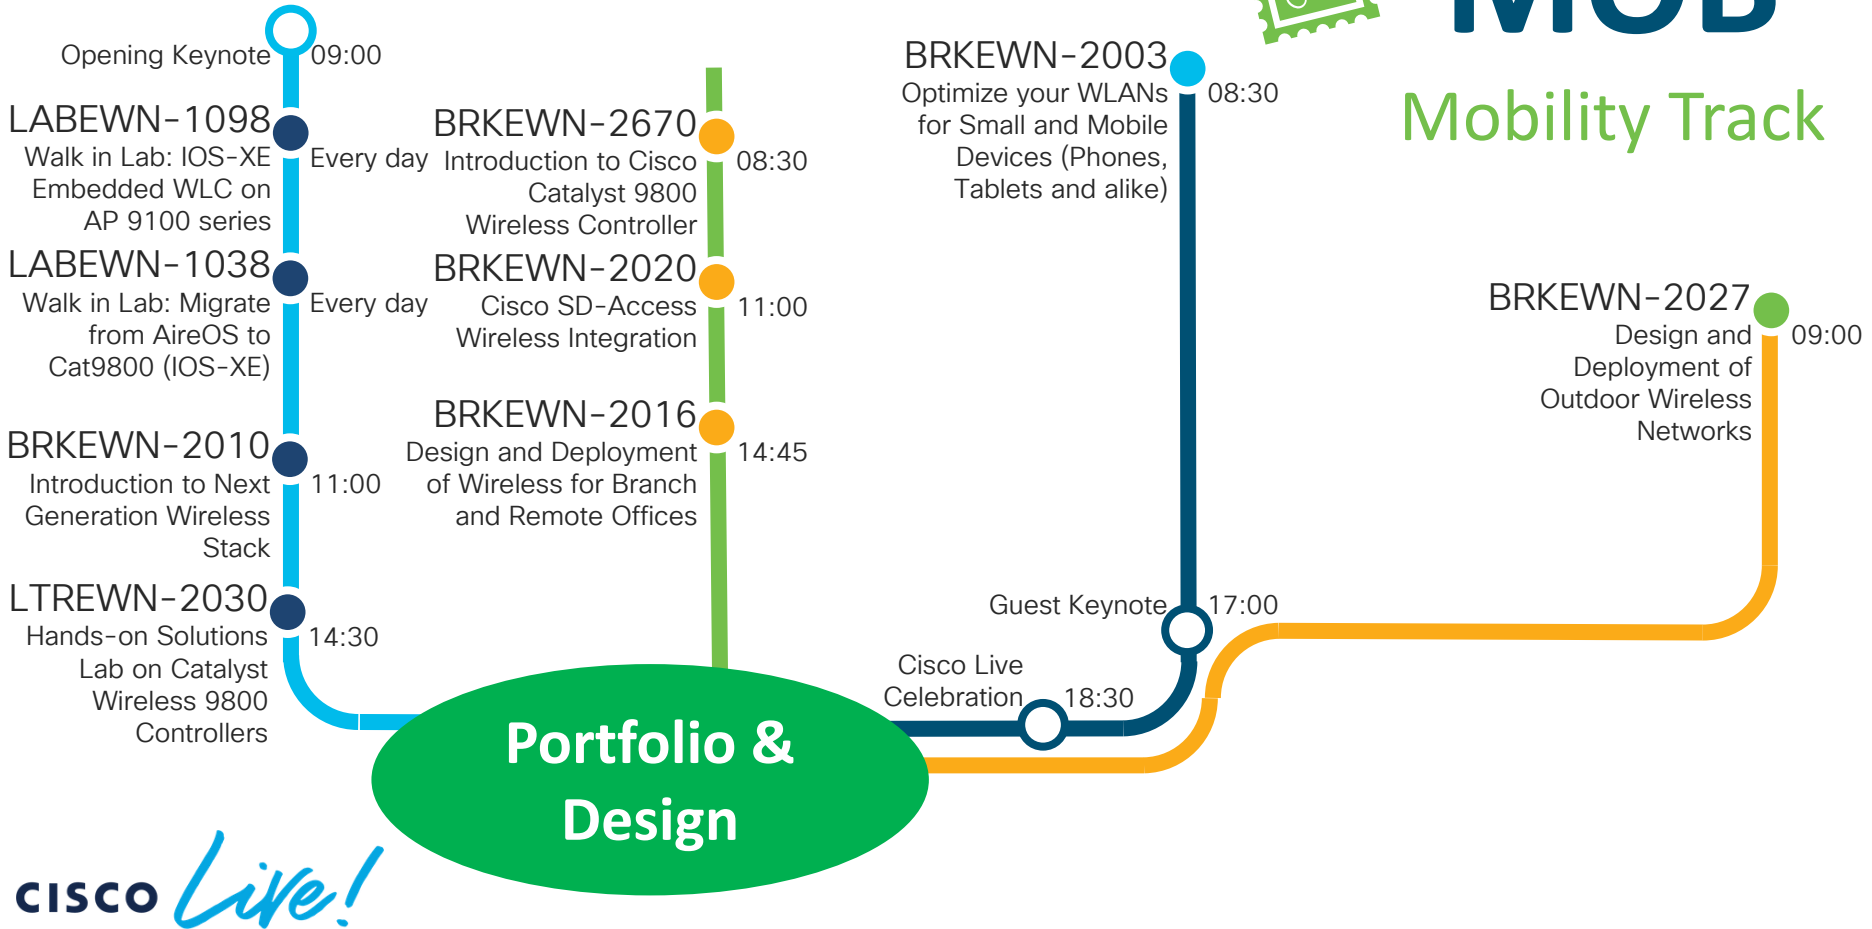 MOB
Mobility Track
Opening Keynote
09:00
LABEWN-1098
Walk in Lab: IOS-XE
Embedded WLC on
AP 9100 series
Every day
LABEWN-1038
Walk in Lab: Migrate
from AireOS to
Cat9800 (IOS-XE)
Every day
BRKEWN-2010
Introduction to Next
Generation Wireless
Stack
11:00
LTREWN-2030
Hands-on Solutions
Lab on Catalyst
Wireless 9800
Controllers
14:30
BRKEWN-2670
Introduction to Cisco
Catalyst 9800
Wireless Controller
08:30
BRKEWN-2020
Cisco SD-Access
Wireless Integration
11:00
BRKEWN-2016
Design and Deployment
of Wireless for Branch
and Remote Offices
14:45
BRKEWN-2003
Optimize your WLANs
for Small and Mobile
Devices (Phones,
Tablets and alike)
08:30
Guest Keynote
17:00
Cisco Live
Celebration
18:30
BRKEWN-2027
Design and
Deployment of
Outdoor Wireless
Networks
09:00
Portfolio &
Design
CISCO Live!